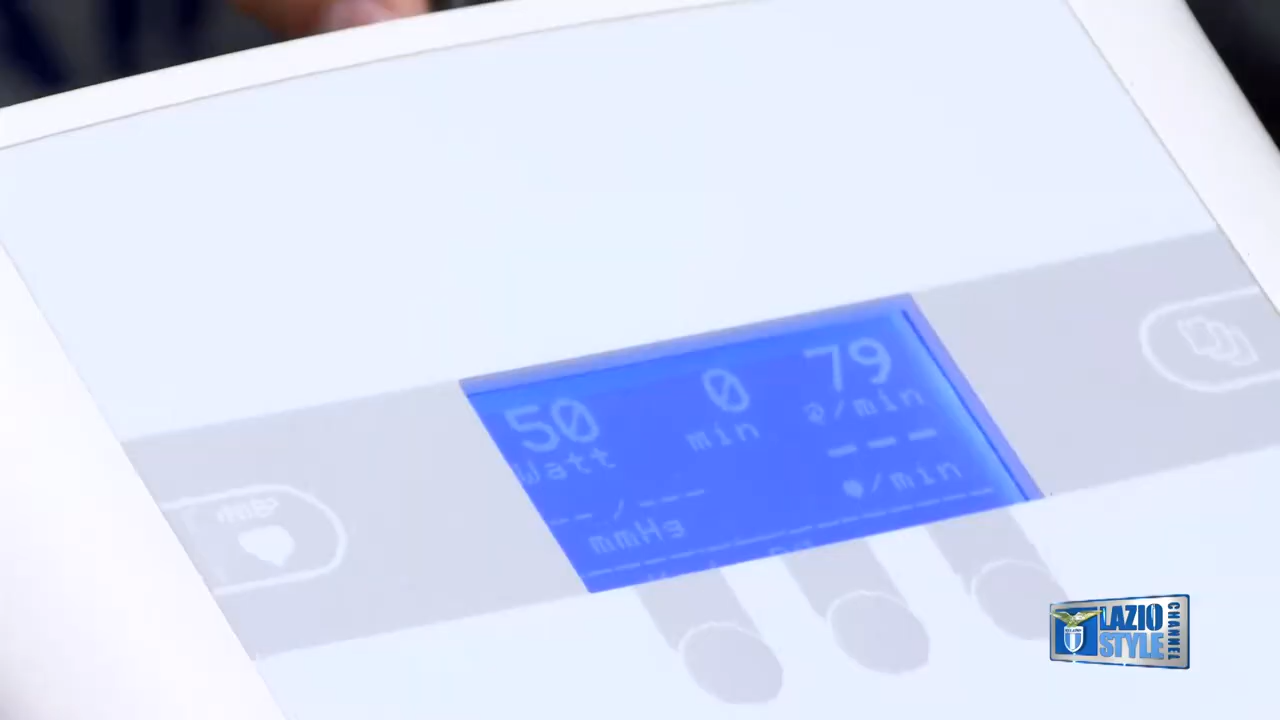 50 0 79
Watt min /min
--/--- ---
mmHg /min
LAZIO
STYLE
CHANNEL